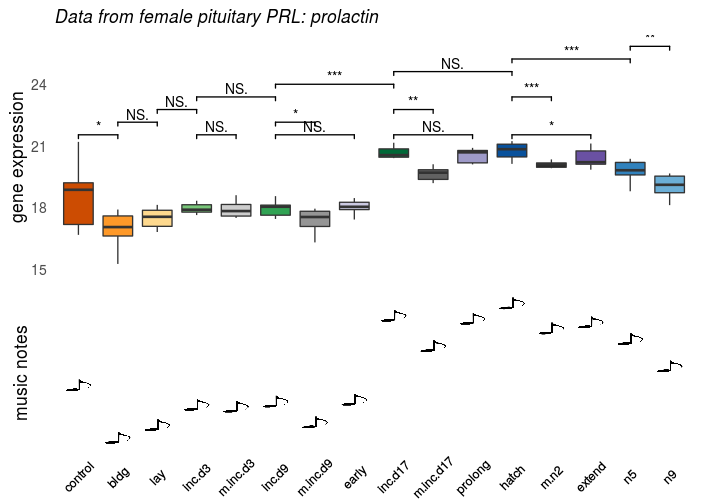 Data from female pituitary PRL: prolactin
gene expression
24
21
18
15
*
NS.
NS.
NS.
NS.
*
NS.
***
**
NS.
NS.
***
*
***
**
music notes
control
bldg
lay
inc.d3
m.inc.d3
inc.d9
m.inc.d9
early
inc.d17
m.inc.d17
prolong
hatch
m.n2
extend
n5
n9